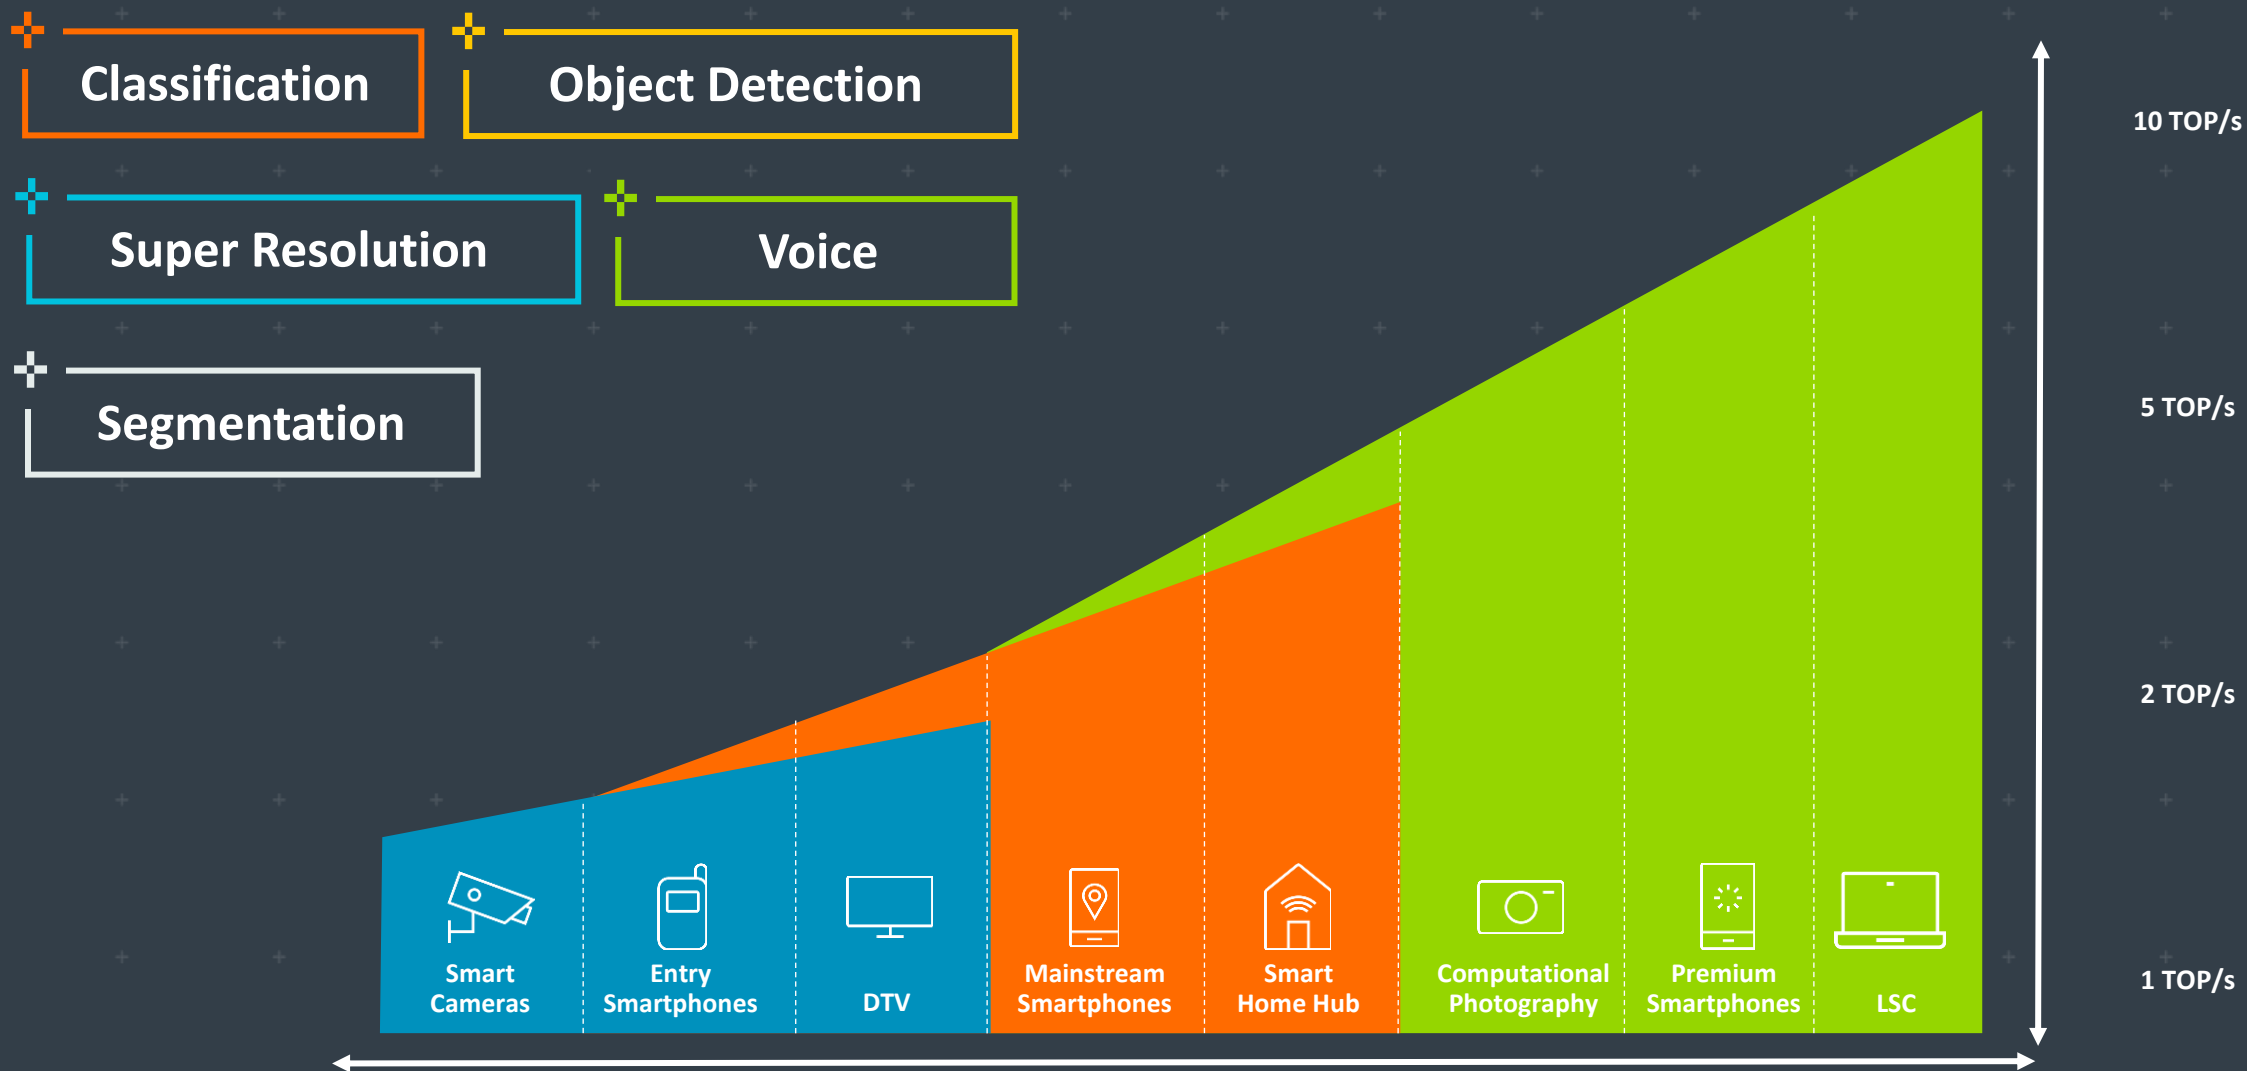 Classification
Object Detection
Super Resolution
Voice
Segmentation
10 TOP/s
5 TOP/s
2 TOP/s
1 TOP/s
Smart
Cameras
Entry
Smartphones
DTV
Mainstream
Smartphones
Smart
Home Hub
Computational
Photography
Premium
Smartphones
LSC